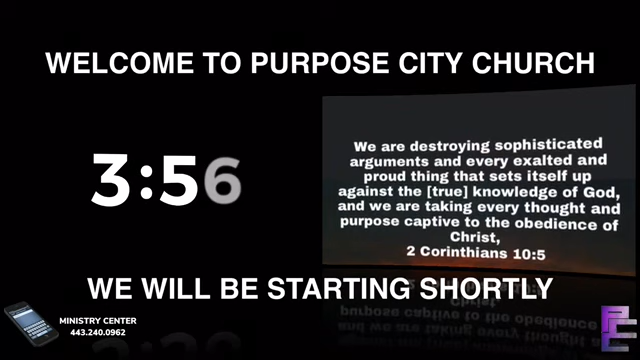 WELCOME TO PURPOSE CITY CHURCH
3:56
We are destroying sophisticated
arguments and every exalted and
proud thing that sets itself up
against the [true] knowledge of God,
and we are taking every thought and
purpose captive to the obedience of
Christ,
2 Corinthians 10:5
WE WILL BE STARTING SHORTLY
MINISTRY CENTER
443.240.0962